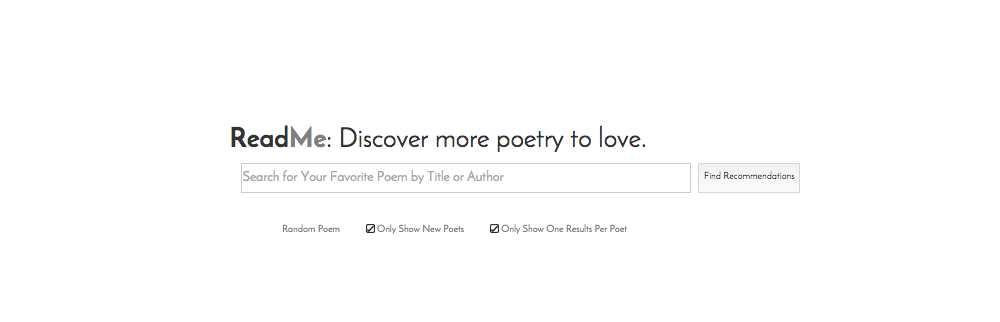 ReadMe: Discover more poetry to love.
Search for Your Favorite Poem by Title or Author
Find Recommendations
Random Poem
Only Show New Poets
Only Show One Results Per Poet